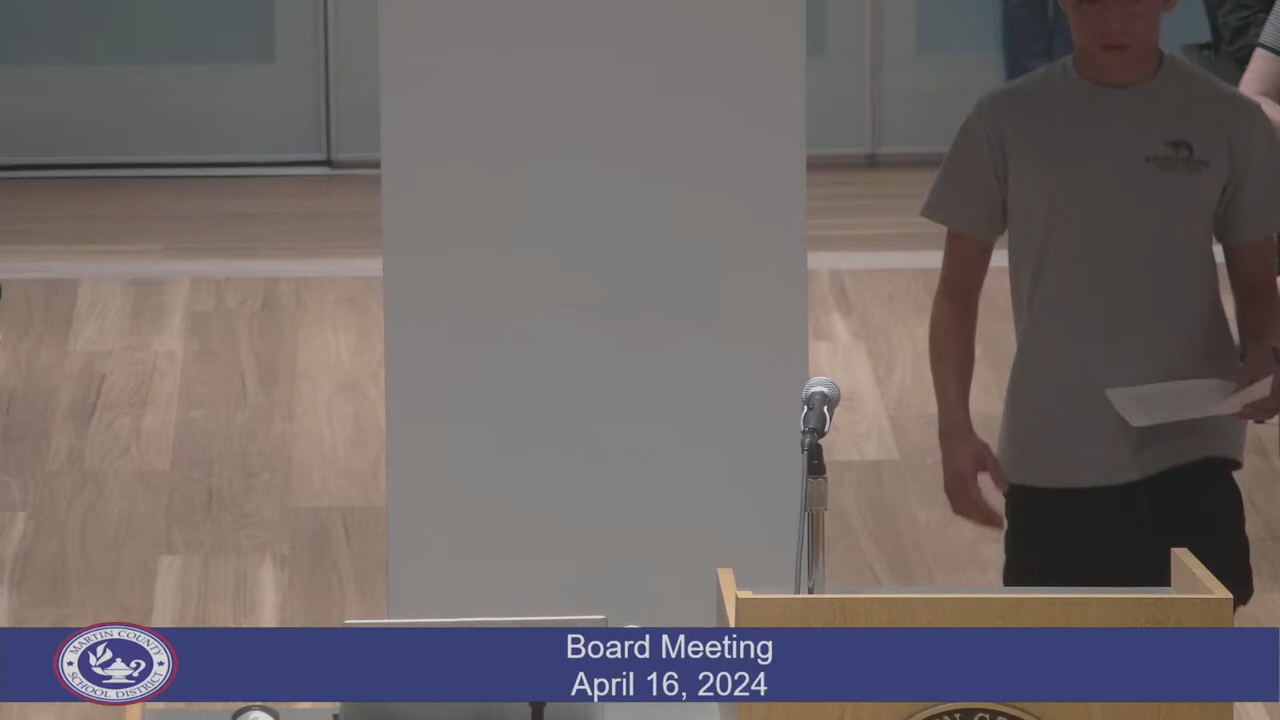 MARTIN COUNTY
SCHOOL DISTRICT
Board Meeting
April 16, 2024